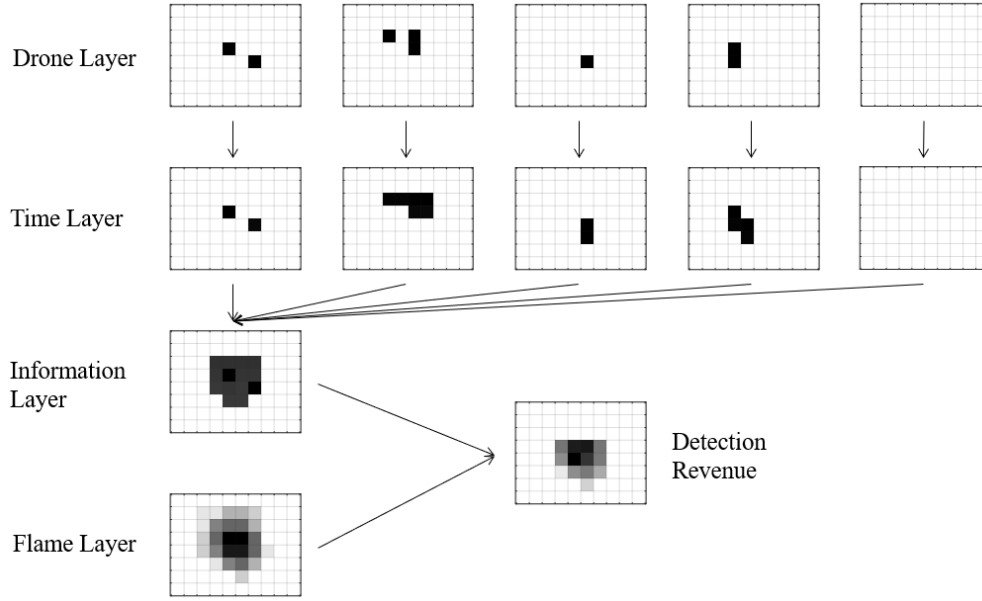 Drone Layer
Time Layer
Information
Layer
Detection
Revenue
Flame Layer